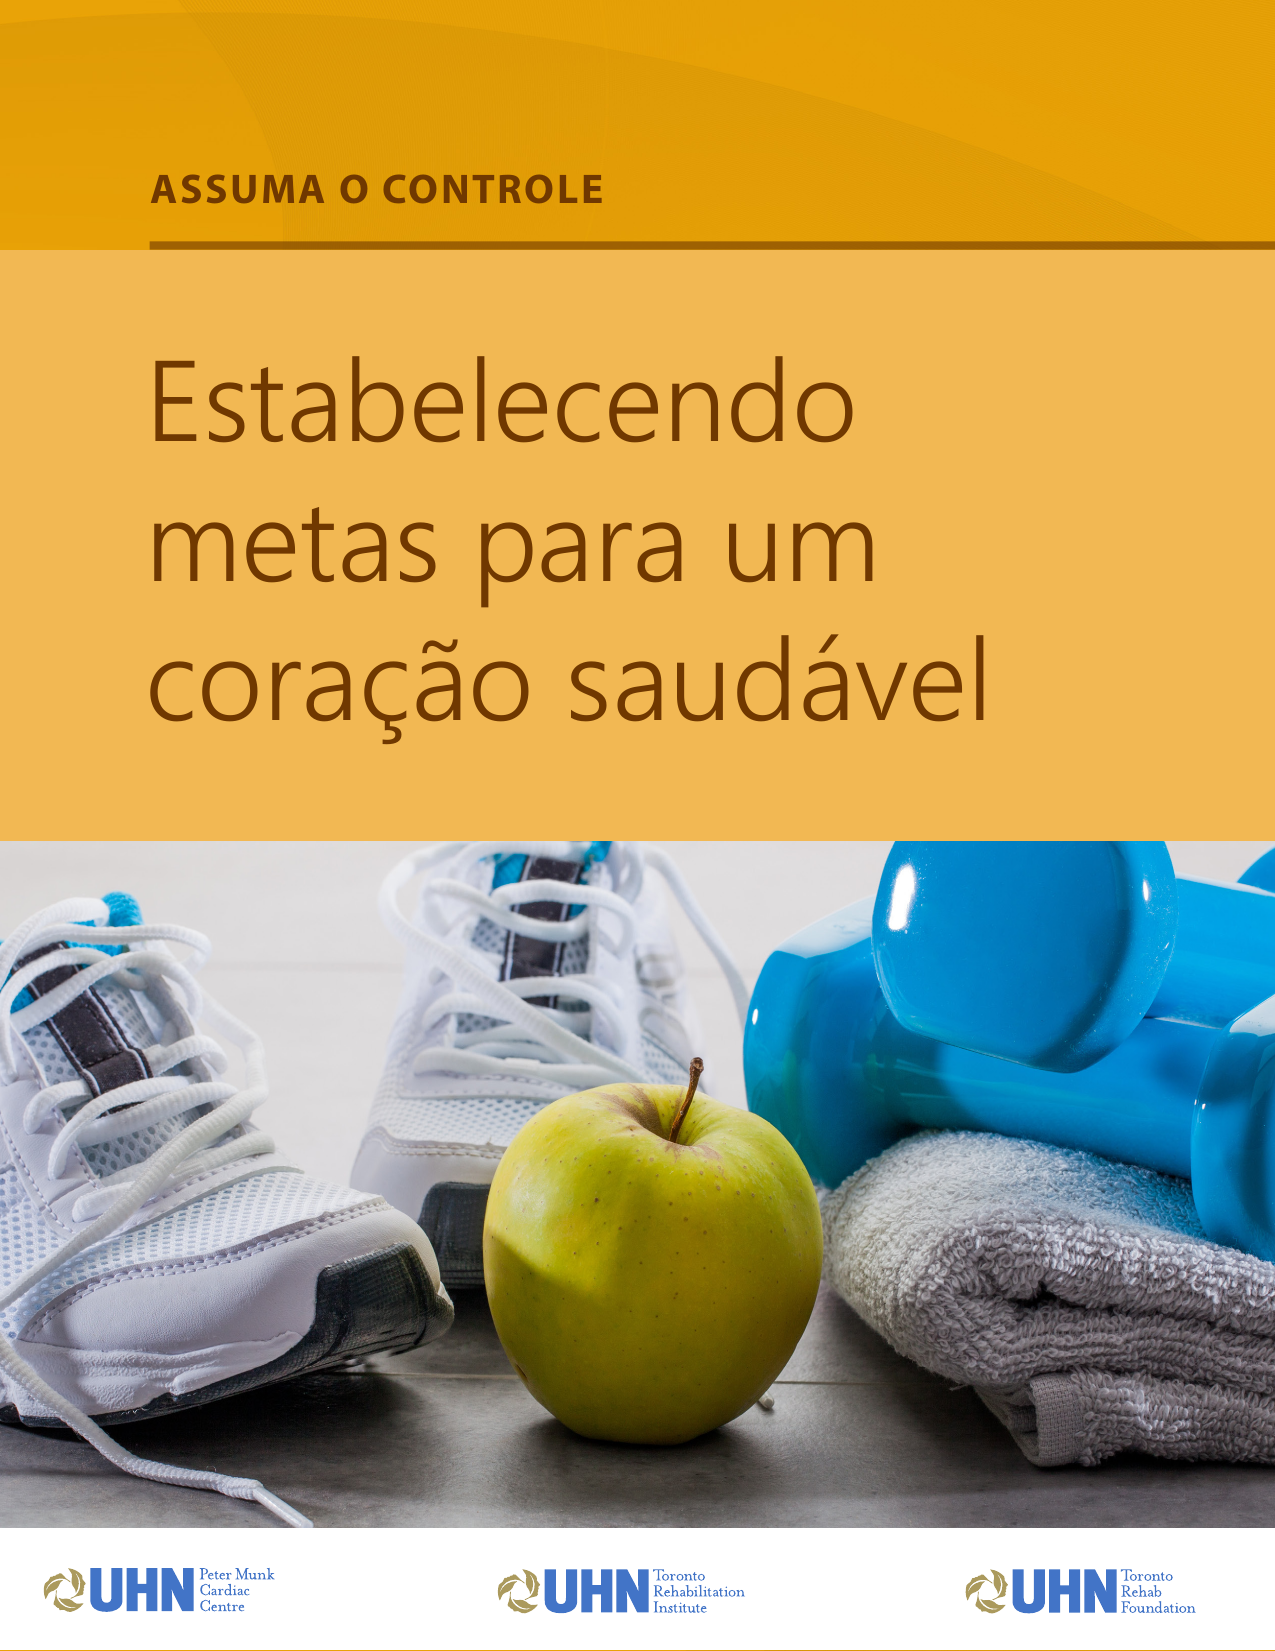 ASSUMA O CONTROLE
Estabelecendo
metas para um
coração saudável
UHN
Peter Munk
Cardiac
Centre
UHN
Toronto
Rehabilitation
Institute
UHN
Toronto
Rehab
Foundation